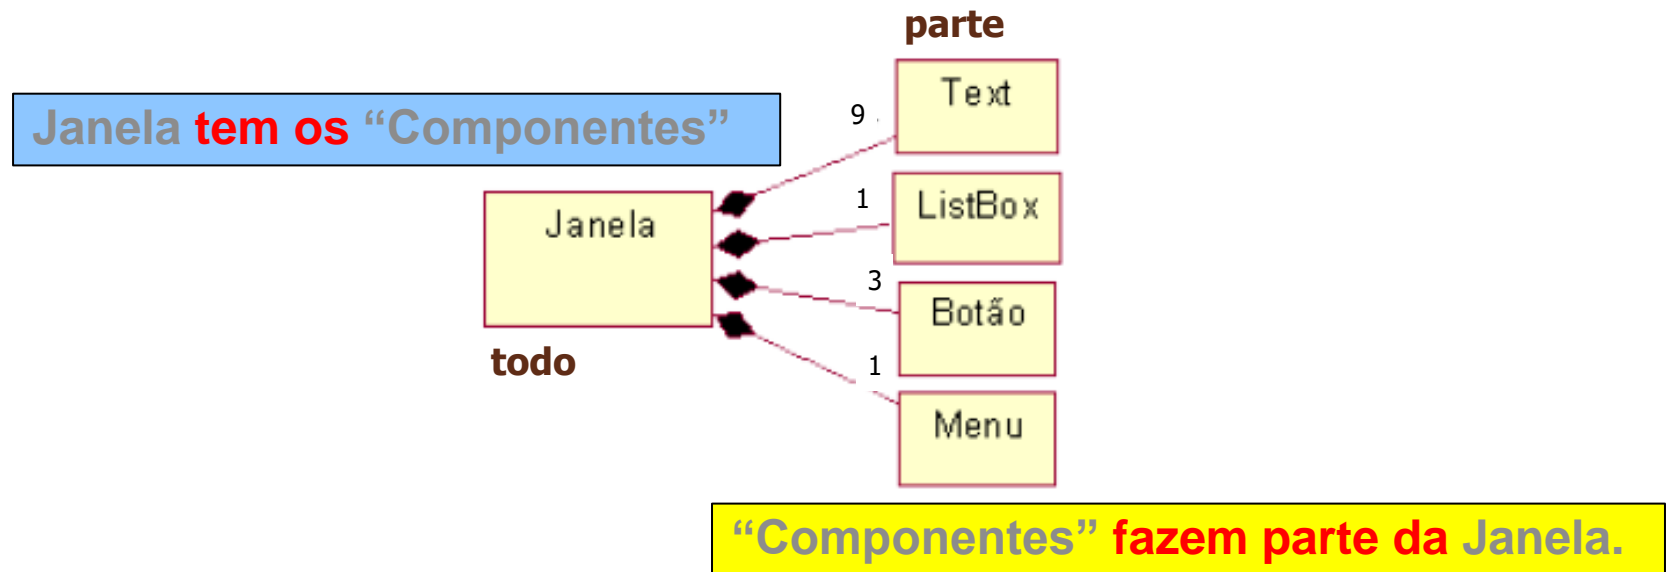 parte
Text
Janela tem os “Componentes”
9
1
ListBox
Janela
3
Botão
todo
1
Menu
“Componentes” fazem parte da Janela.